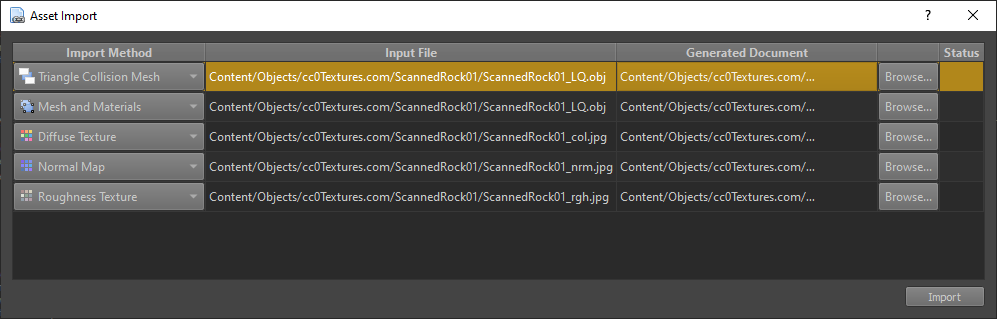 Asset Import
?
Import Method Input File Generated Document Status
Triangle Collision Mesh Content/Objects/cc0Textures.com/ScannedRock01/ScannedRock01_LQ.obj Content/Objects/cc0Textures.com/... Browse...
Mesh and Materials Content/Objects/cc0Textures.com/ScannedRock01/ScannedRock01_LQ.obj Content/Objects/cc0Textures.com/... Browse...
Diffuse Texture Content/Objects/cc0Textures.com/ScannedRock01/ScannedRock01_col.jpg Content/Objects/cc0Textures.com/... Browse...
Normal Map Content/Objects/cc0Textures.com/ScannedRock01/ScannedRock01_nrm.jpg Content/Objects/cc0Textures.com/... Browse...
Roughness Texture Content/Objects/cc0Textures.com/ScannedRock01/ScannedRock01_rgh.jpg Content/Objects/cc0Textures.com/... Browse...
Import